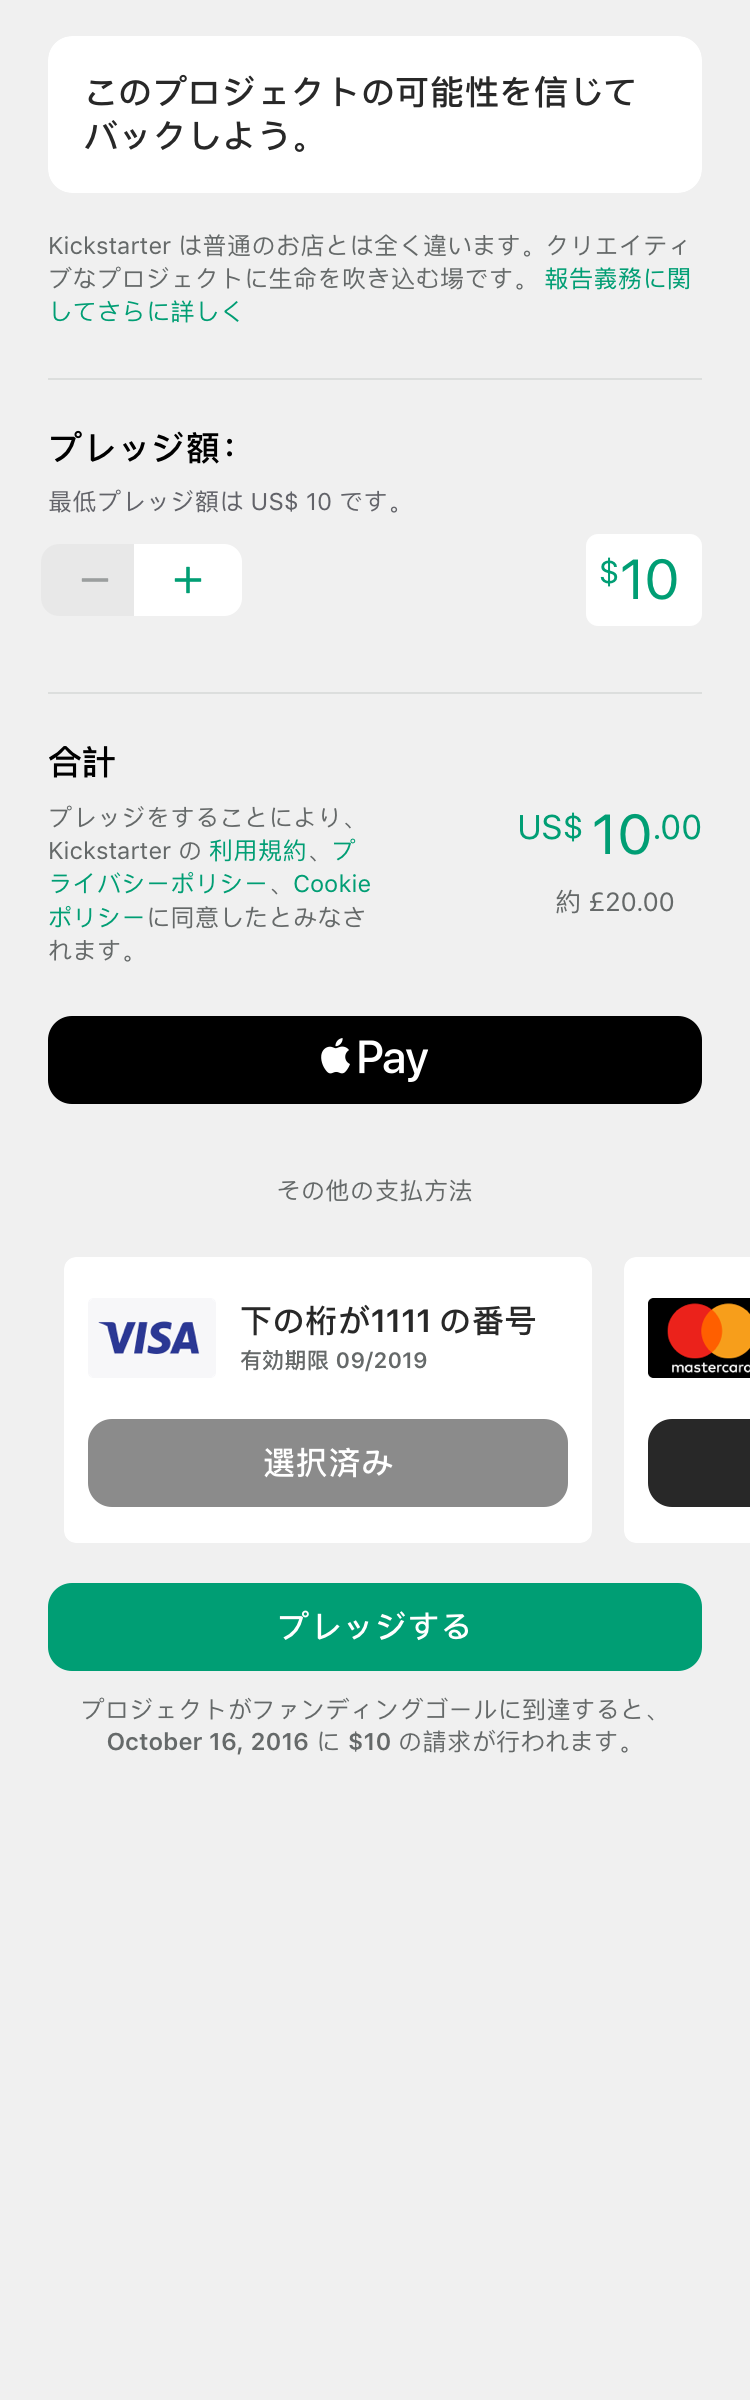 このプロジェクトの可能性を信じて
バックしよう。
Kickstarter は普通のお店とは全く違います。クリエイティ
ブなプロジェクトに生命を吹き込む場です。 報告義務に関
してさらに詳しく
プレッジ額：
最低プレッジ額は US$ 10 です。
− +
$10
合計
プレッジをすることにより、
Kickstarter の 利用規約、プ
ライバシーポリシー、Cookie
ポリシーに同意したとみなさ
れます。
US$ 10.00
約 £20.00
Pay
その他の支払方法
VISA
下の桁が1111 の番号
有効期限 09/2019
選択済み
mastercard
プレッジする
プロジェクトがファンディングゴールに到達すると、
October 16, 2016 に $10 の請求が行われます。